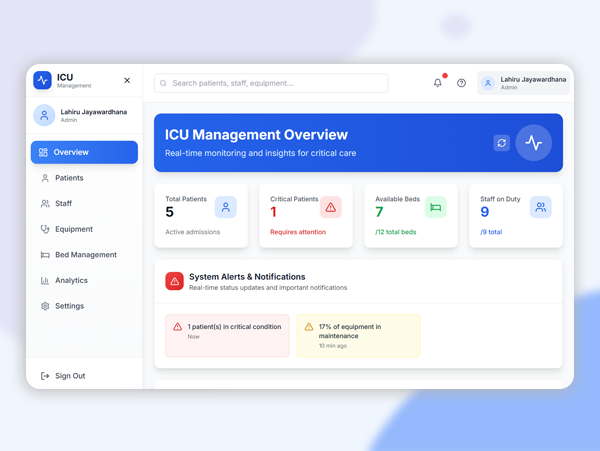 ICU
Management
Lahiru Jayawardhana
Admin
Overview
Patients
Staff
Equipment
Bed Management
Analytics
Settings
Sign Out
Search patients, staff, equipment...
Lahiru Jayawardhana
Admin
ICU Management Overview
Real-time monitoring and insights for critical care
Total Patients
5
Active admissions
Critical Patients
1
Requires attention
Available Beds
7
/12 total beds
Staff on Duty
9
/9 total
System Alerts & Notifications
Real-time status updates and important notifications
1 patient(s) in critical condition
Now
17% of equipment in
maintenance
10 min ago